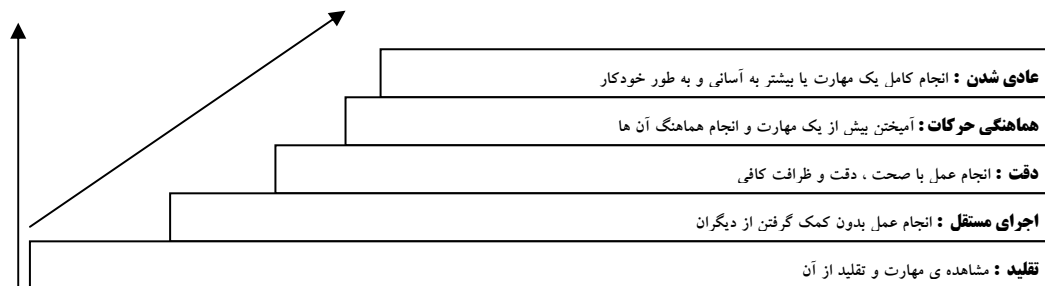 عادی شدن : انجام کامل یک مهارت یا بیشتر به آسانی و به طور خودکار
هماهنگی حرکات : آمیختن بیش از یک مهارت و انجام هماهنگ آن ها
دقت : انجام عمل با صحت ، دقت و ظرافت کافی
اجرای مستقل : انجام عمل بدون کمک گرفتن از دیگران
تقلید : مشاهده ی مهارت و تقلید از آن